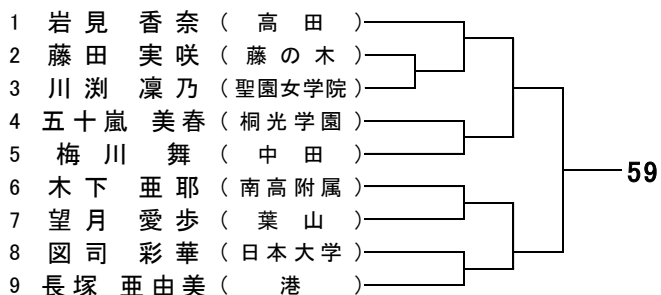 1 岩見 香奈 ( 高田 )
2 藤田 実咲 ( 藤の木 )
3 川渕 凜乃 ( 聖園女学院 )
4 五十嵐 美春 ( 桐光学園 )
5 梅川 舞 ( 中田 )
59
6 木下 亜耶 ( 南高附属 )
7 望月 愛歩 ( 葉山 )
8 図司 彩華 ( 日本大学 )
9 長塚 亜由美 ( 港 )